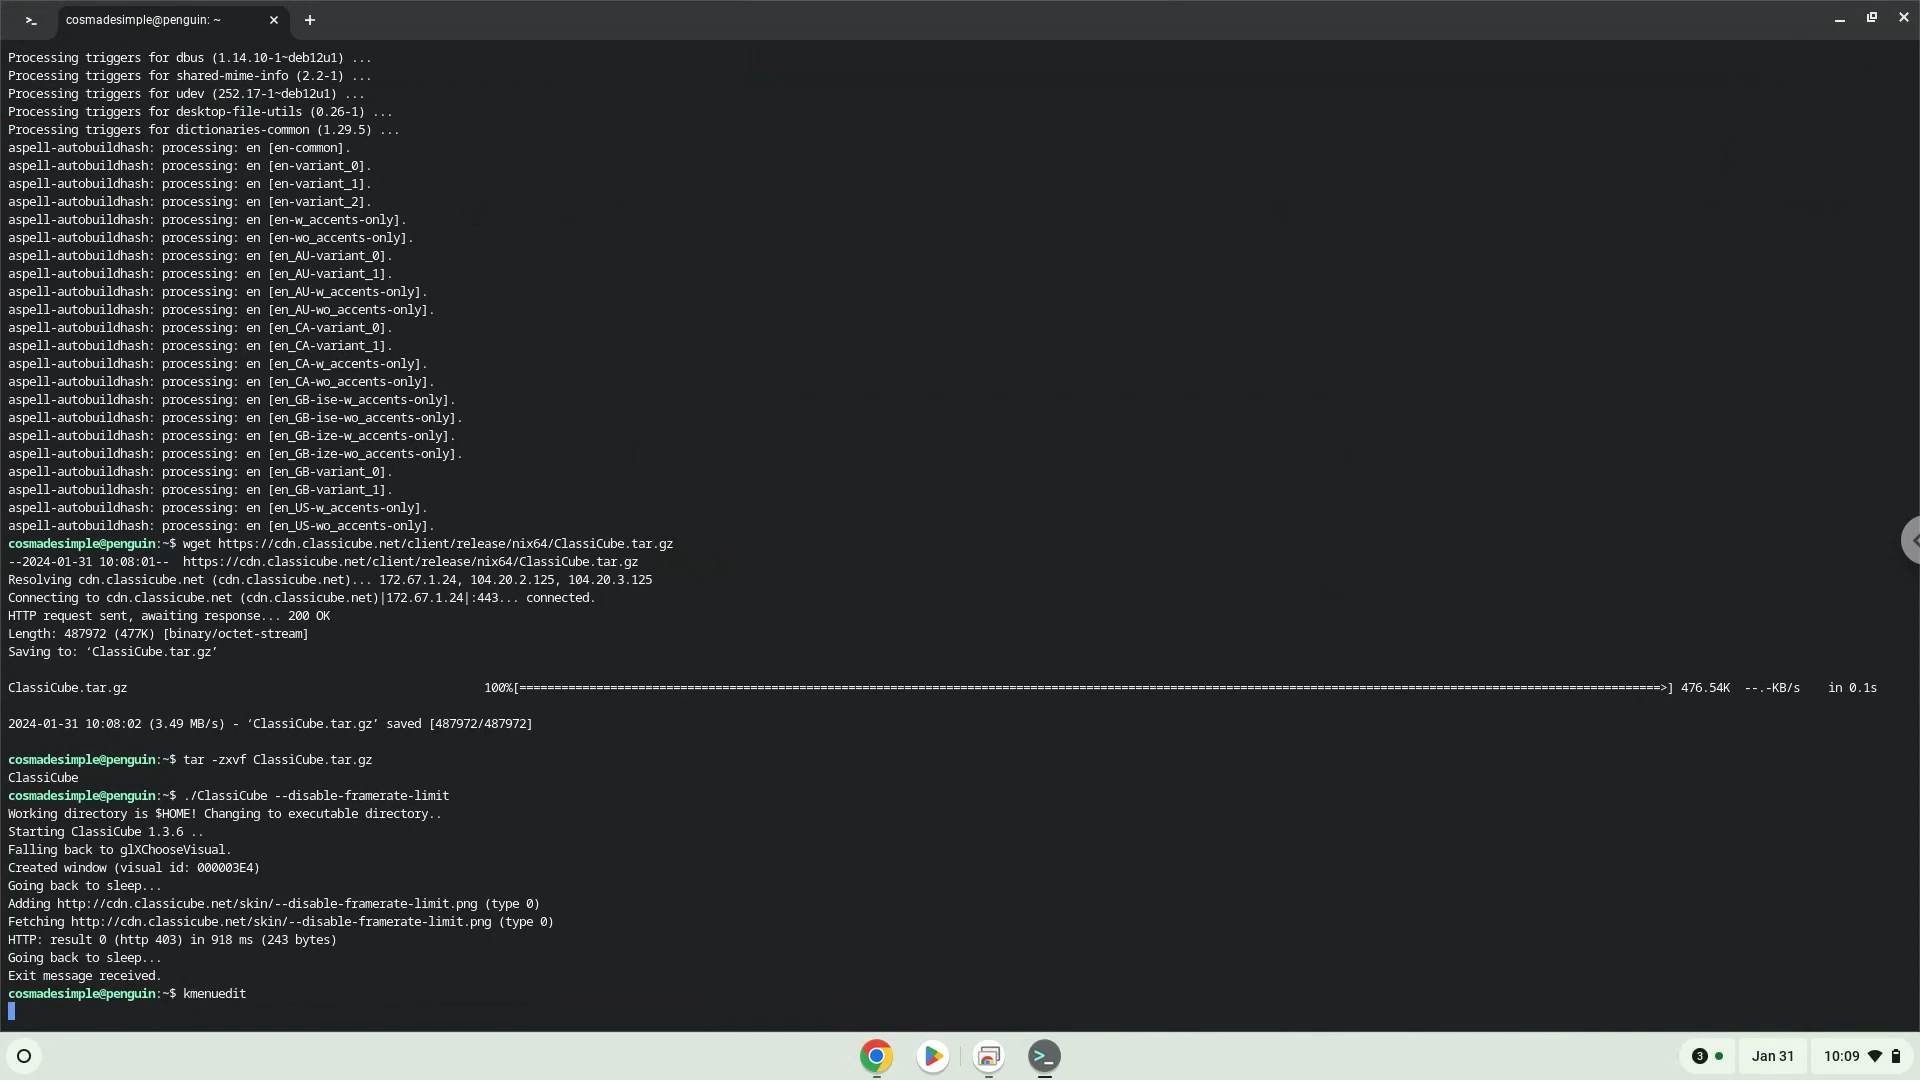 cosmadesimple@penguin: ~
Processing triggers for dbus (1.14.10-1~deb12u1) ...
Processing triggers for shared-mime-info (2.2-1) ...
Processing triggers for udev (252.17-1~deb12u1) ...
Processing triggers for desktop-file-utils (0.26-1) ...
Processing triggers for dictionaries-common (1.29.5) ...
aspell-autobuildhash: processing: en [en-common].
aspell-autobuildhash: processing: en [en-variant_0].
aspell-autobuildhash: processing: en [en-variant_1].
aspell-autobuildhash: processing: en [en-variant_2].
aspell-autobuildhash: processing: en [en-w_accents-only].
aspell-autobuildhash: processing: en [en-wo_accents-only].
aspell-autobuildhash: processing: en [en_AU-variant_0].
aspell-autobuildhash: processing: en [en_AU-variant_1].
aspell-autobuildhash: processing: en [en_AU-w_accents-only].
aspell-autobuildhash: processing: en [en_AU-wo_accents-only].
aspell-autobuildhash: processing: en [en_CA-variant_0].
aspell-autobuildhash: processing: en [en_CA-variant_1].
aspell-autobuildhash: processing: en [en_CA-w_accents-only].
aspell-autobuildhash: processing: en [en_CA-wo_accents-only].
aspell-autobuildhash: processing: en [en_GB-ise-w_accents-only].
aspell-autobuildhash: processing: en [en_GB-ise-wo_accents-only].
aspell-autobuildhash: processing: en [en_GB-ize-w_accents-only].
aspell-autobuildhash: processing: en [en_GB-ize-wo_accents-only].
aspell-autobuildhash: processing: en [en_GB-variant_0].
aspell-autobuildhash: processing: en [en_GB-variant_1].
aspell-autobuildhash: processing: en [en_US-w_accents-only].
aspell-autobuildhash: processing: en [en_US-wo_accents-only].
cosmadesimple@penguin:~$ wget https://cdn.classicube.net/client/release/nix64/ClassiCube.tar.gz
--2024-01-31 10:08:01--  https://cdn.classicube.net/client/release/nix64/ClassiCube.tar.gz
Resolving cdn.classicube.net (cdn.classicube.net)... 172.67.1.24, 104.20.2.125, 104.20.3.125
Connecting to cdn.classicube.net (cdn.classicube.net)|172.67.1.24|:443... connected.
HTTP request sent, awaiting response... 200 OK
Length: 487972 (477K) [binary/octet-stream]
Saving to: ‘ClassiCube.tar.gz’
ClassiCube.tar.gz 100%[===================================================================>] 476.54K --.-KB/s in 0.1s
2024-01-31 10:08:02 (3.49 MB/s) - ‘ClassiCube.tar.gz’ saved [487972/487972]
cosmadesimple@penguin:~$ tar -zxvf ClassiCube.tar.gz
ClassiCube
cosmadesimple@penguin:~$ ./ClassiCube --disable-framerate-limit
Working directory is $HOME! Changing to executable directory..
Starting ClassiCube 1.3.6 ..
Falling back to glXChooseVisual.
Created window (visual id: 000003E4)
Going back to sleep...
Adding http://cdn.classicube.net/skin/--disable-framerate-limit.png (type 0)
Fetching http://cdn.classicube.net/skin/--disable-framerate-limit.png (type 0)
HTTP: result 0 (http 403) in 918 ms (243 bytes)
Going back to sleep...
Exit message received.
cosmadesimple@penguin:~$ kmenuedit
3 Jan 31 10:09